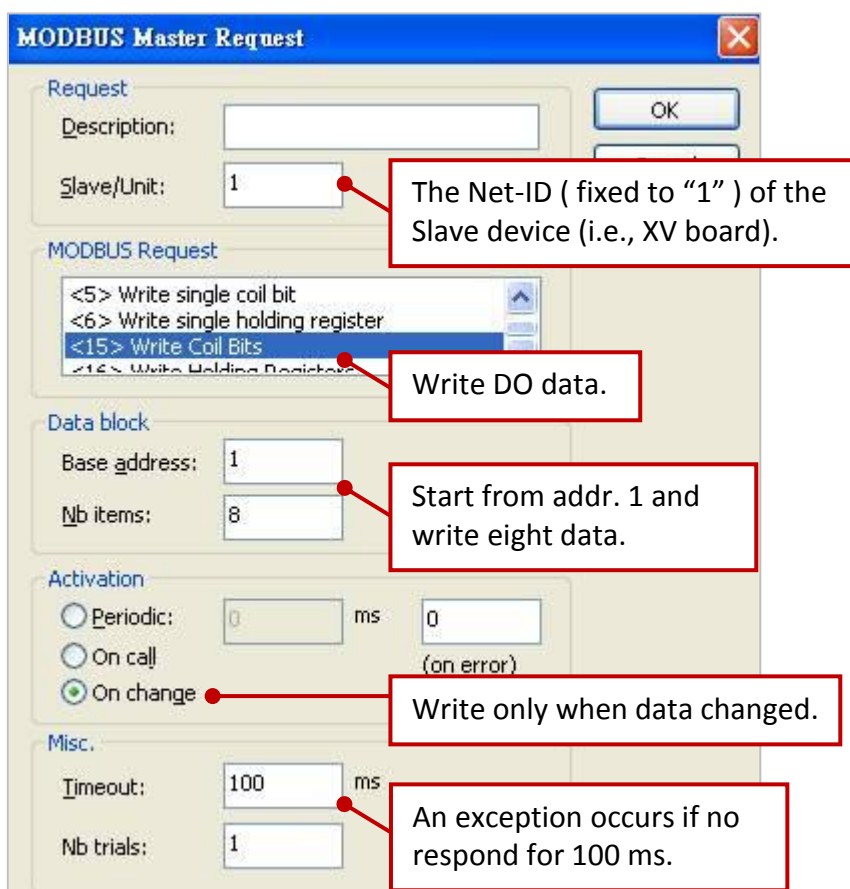 MODBUS Master Request
Request
Description:
OK
Slave/Unit:
1
The Net-ID ( fixed to “1” ) of the
Slave device (i.e., XV board).
MODBUS Request
<5> Write single coil bit
<6> Write single holding register
<15> Write Coil Bits
<16> Write Holding Registers
Write DO data.
Data block
Base address:
1
Nb items:
8
Start from addr. 1 and
write eight data.
Activation
Periodic:
0
ms
0
On call
(on error)
On change
Write only when data changed.
Misc.
Timeout:
100
ms
Nb trials:
1
An exception occurs if no
respond for 100 ms.